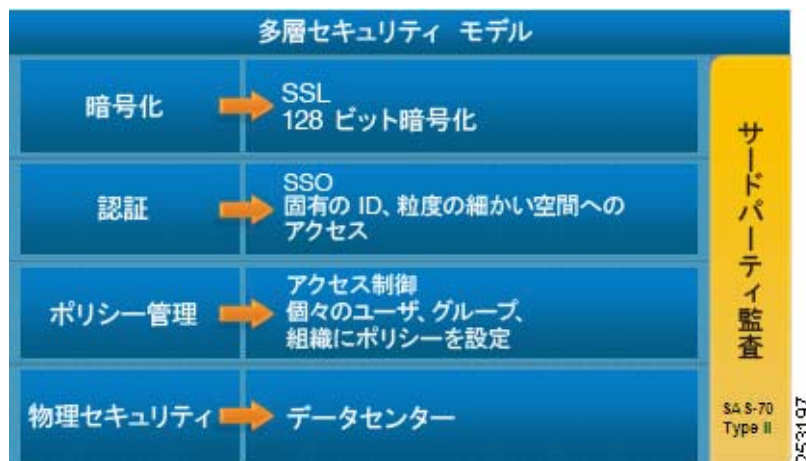 多層セキュリティ モデル
暗号化
SSL
128 ビット暗号化
認証
SSO
固有の ID、粒度の細かい空間への
アクセス
ポリシー管理
アクセス制御
個々のユーザ、グループ、
組織にポリシーを設定
物理セキュリティ
データセンター
サードパーティ監査
SAS-70
Type II
253197